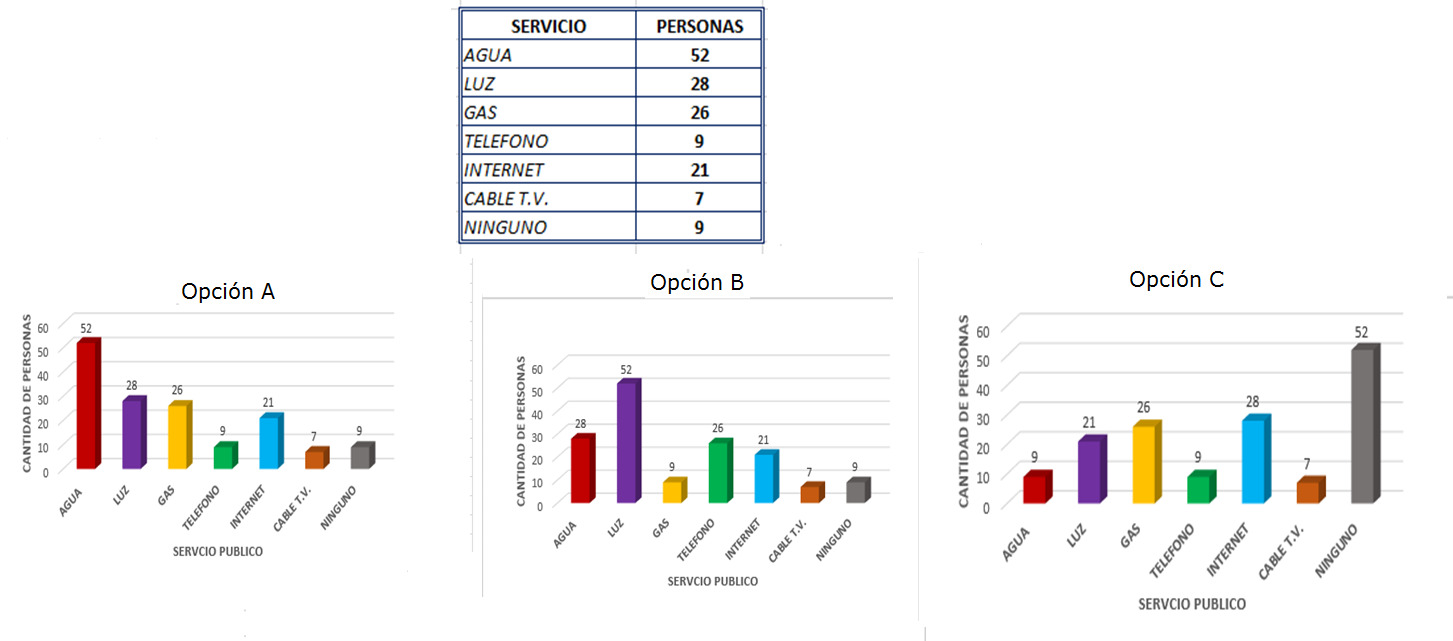 SERVICIO PERSONAS
AGUA 52
LUZ 28
GAS 26
TELEFONO 9
INTERNET 21
CABLE T.V. 7
NINGUNO 9
Opción A
CANTIDAD DE PERSONAS
60
50
40
30
20
10
0
52 28 26 9 21 7 9
AGUA LUZ GAS TELEFONO INTERNET CABLE T.V. NINGUNO
SERVCIO PUBLICO
Opción B
CANTIDAD DE PERSONAS
60
50
40
30
20
10
0
28 52 9 26 21 7 9
AGUA LUZ GAS TELEFONO INTERNET CABLE T.V. NINGUNO
SERVCIO PUBLICO
Opción C
CANTIDAD DE PERSONAS
60
50
40
30
20
10
0
9 21 26 9 28 7 52
AGUA LUZ GAS TELEFONO INTERNET CABLE T.V. NINGUNO
SERVCIO PUBLICO